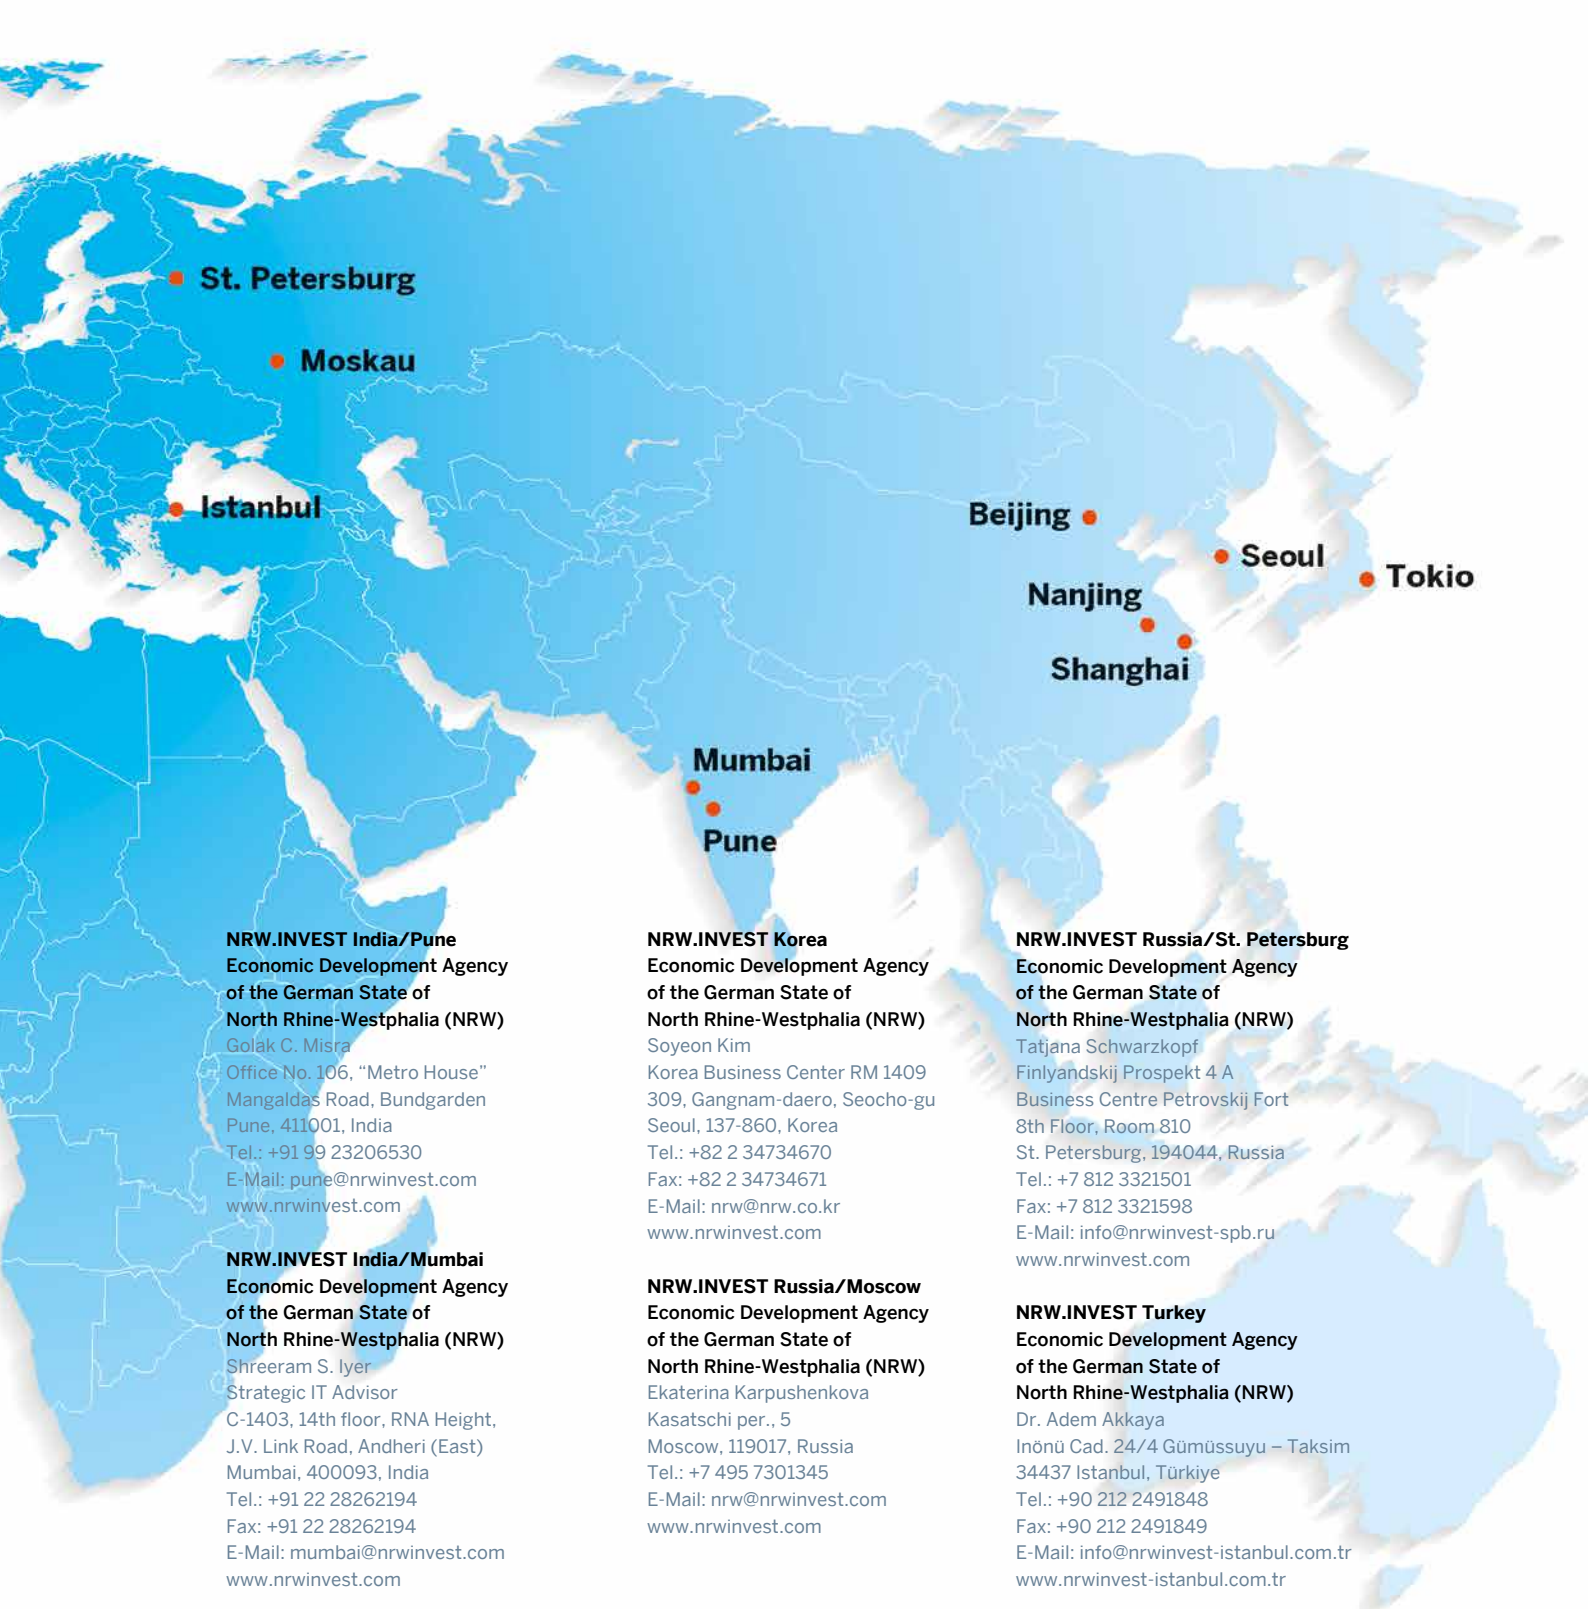 St. Petersburg
Moskau
Istanbul
Beijing
Seoul
Tokio
Nanjing
Shanghai
Mumbai
Pune
NRW.INVEST India/Pune
Economic Development Agency
of the German State of
North Rhine-Westphalia (NRW)
Golak C. Misra
Office No. 106, “Metro House”
Mangaldas Road, Bundgarden
Pune, 411001, India
Tel.: +91 99 23206530
E-Mail: pune@nrwinvest.com
www.nrwinvest.com
NRW.INVEST India/Mumbai
Economic Development Agency
of the German State of
North Rhine-Westphalia (NRW)
Shreeram S. Iyer
Strategic IT Advisor
C-1403, 14th floor, RNA Height,
J.V. Link Road, Andheri (East)
Mumbai, 400093, India
Tel.: +91 22 28262194
Fax: +91 22 28262194
E-Mail: mumbai@nrwinvest.com
www.nrwinvest.com
NRW.INVEST Korea
Economic Development Agency
of the German State of
North Rhine-Westphalia (NRW)
Soyeon Kim
Korea Business Center RM 1409
309, Gangnam-daero, Seocho-gu
Seoul, 137-860, Korea
Tel.: +82 2 34734670
Fax: +82 2 34734671
E-Mail: nrw@nrw.co.kr
www.nrwinvest.com
NRW.INVEST Russia/Moscow
Economic Development Agency
of the German State of
North Rhine-Westphalia (NRW)
Ekaterina Karpushenkova
Kasatschi per., 5
Moscow, 119017, Russia
Tel.: +7 495 7301345
E-Mail: nrw@nrwinvest.com
www.nrwinvest.com
NRW.INVEST Russia/St. Petersburg
Economic Development Agency
of the German State of
North Rhine-Westphalia (NRW)
Tatjana Schwarzkopf
Finlyandskij Prospekt 4 A
Business Centre Petrovskij Fort
8th Floor, Room 810
St. Petersburg, 194044, Russia
Tel.: +7 812 3321501
Fax: +7 812 3321598
E-Mail: info@nrwinvest-spb.ru
www.nrwinvest.com
NRW.INVEST Turkey
Economic Development Agency
of the German State of
North Rhine-Westphalia (NRW)
Dr. Adem Akkaya
Inönü Cad. 24/4 Gümüssuyu – Taksim
34437 Istanbul, Türkiye
Tel.: +90 212 2491848
Fax: +90 212 2491849
E-Mail: info@nrwinvest-istanbul.com.tr
www.nrwinvest-istanbul.com.tr